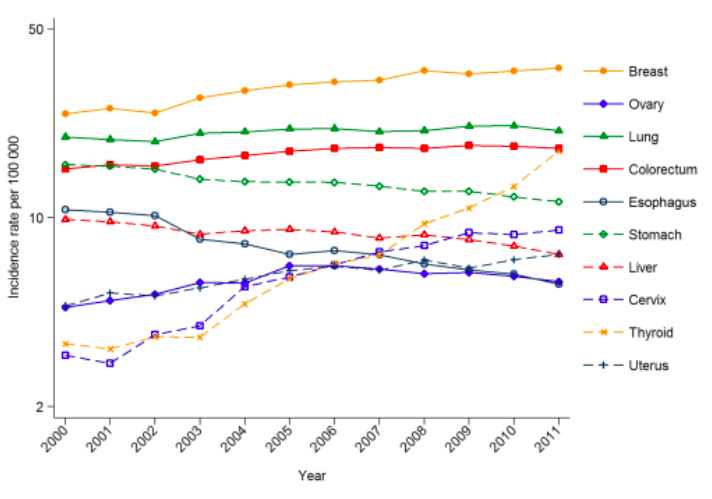 50
10
2
Incidence rate per 100 000
2000
2001
2002
2003
2004
2005
2006
2007
2008
2009
2010
2011
Year
Breast
Ovary
Lung
Colorectum
Esophagus
Stomach
Liver
Cervix
Thyroid
Uterus